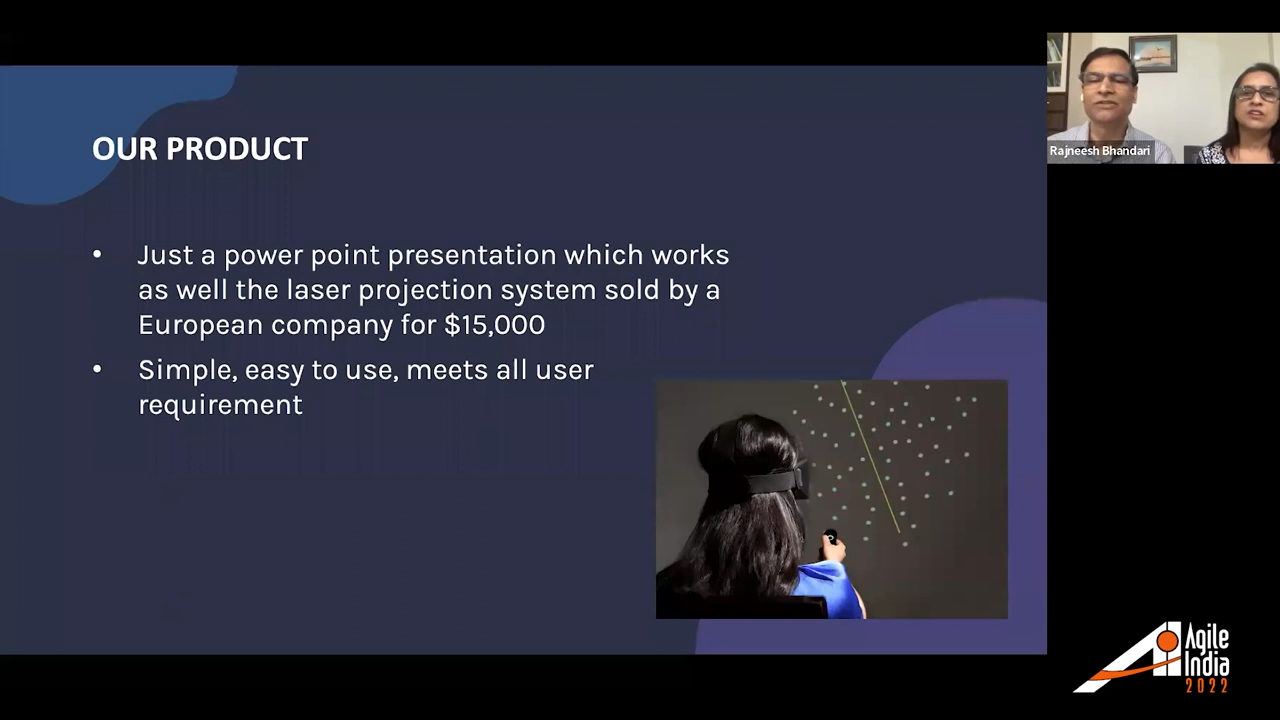 OUR PRODUCT
• Just a power point presentation which works
as well the laser projection system sold by a
European company for $15,000
• Simple, easy to use, meets all user
requirement
Rajneesh Bhandari
Agile
India
2022